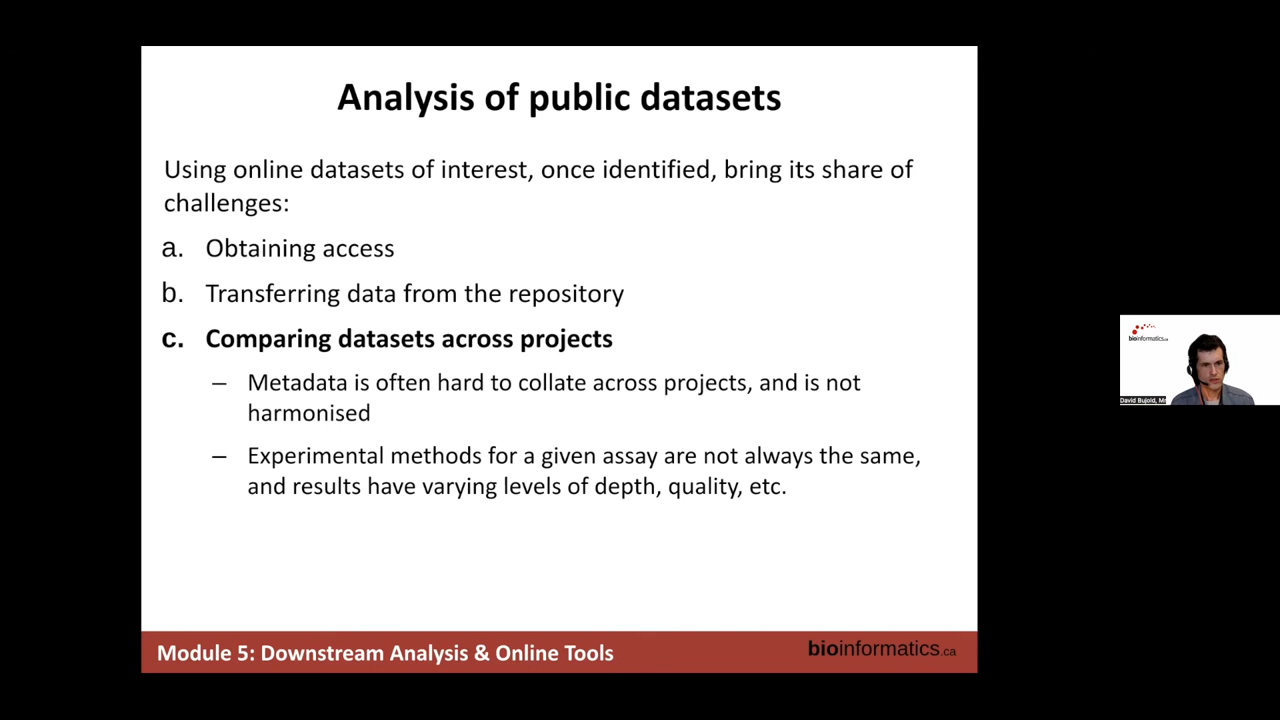 Analysis of public datasets
Using online datasets of interest, once identified, bring its share of
challenges:
a. Obtaining access
b. Transferring data from the repository
c. Comparing datasets across projects
– Metadata is often hard to collate across projects, and is not
harmonised
– Experimental methods for a given assay are not always the same,
and results have varying levels of depth, quality, etc.
Module 5: Downstream Analysis & Online Tools
bioinformatics.ca
bioinformatics.ca
David Bujold, M